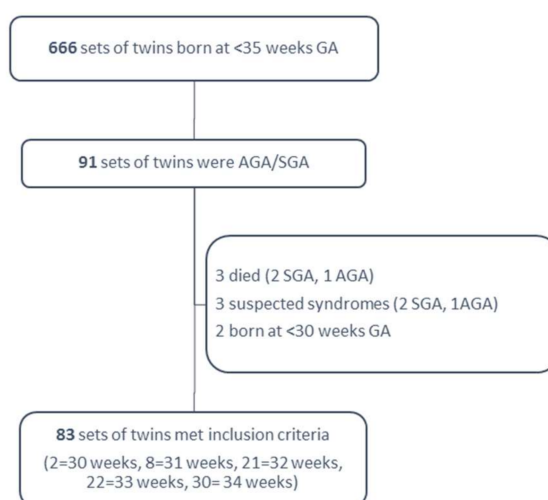 666 sets of twins born at <35 weeks GA
91 sets of twins were AGA/SGA
3 died (2 SGA, 1 AGA)
3 suspected syndromes (2 SGA, 1AGA)
2 born at <30 weeks GA
83 sets of twins met inclusion criteria
(2=30 weeks, 8=31 weeks, 21=32 weeks,
22=33 weeks, 30= 34 weeks)